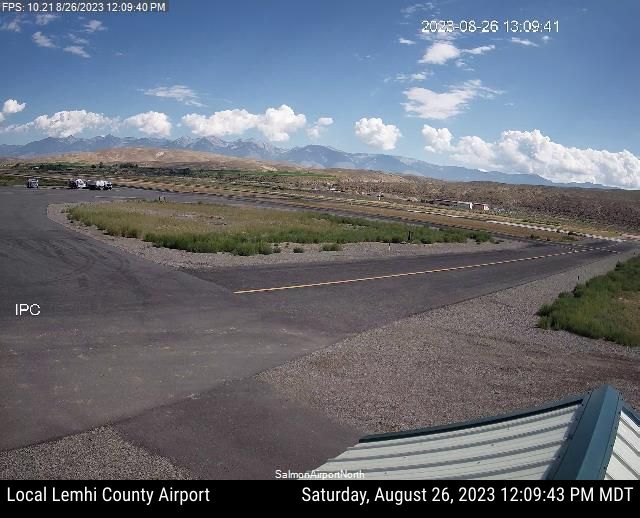 FPS: 10.21 8/26/2023 12:09:40 PM
2023-08-26 13:09:41
IPC
SalmonAirportNorth
Local Lemhi County Airport Saturday, August 26, 2023 12:09:43 PM MDT